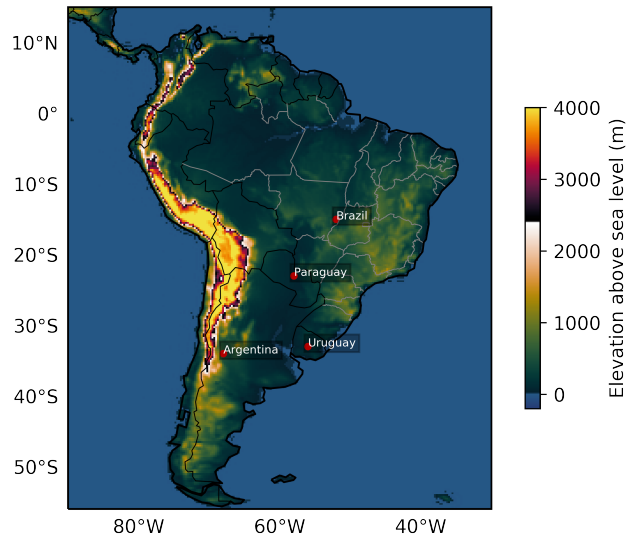 10°N
0°
10°S
20°S
30°S
40°S
50°S
80°W
60°W
40°W
Brazil
Paraguay
Uruguay
Argentina
4000
3000
2000
1000
0
Elevation above sea level (m)